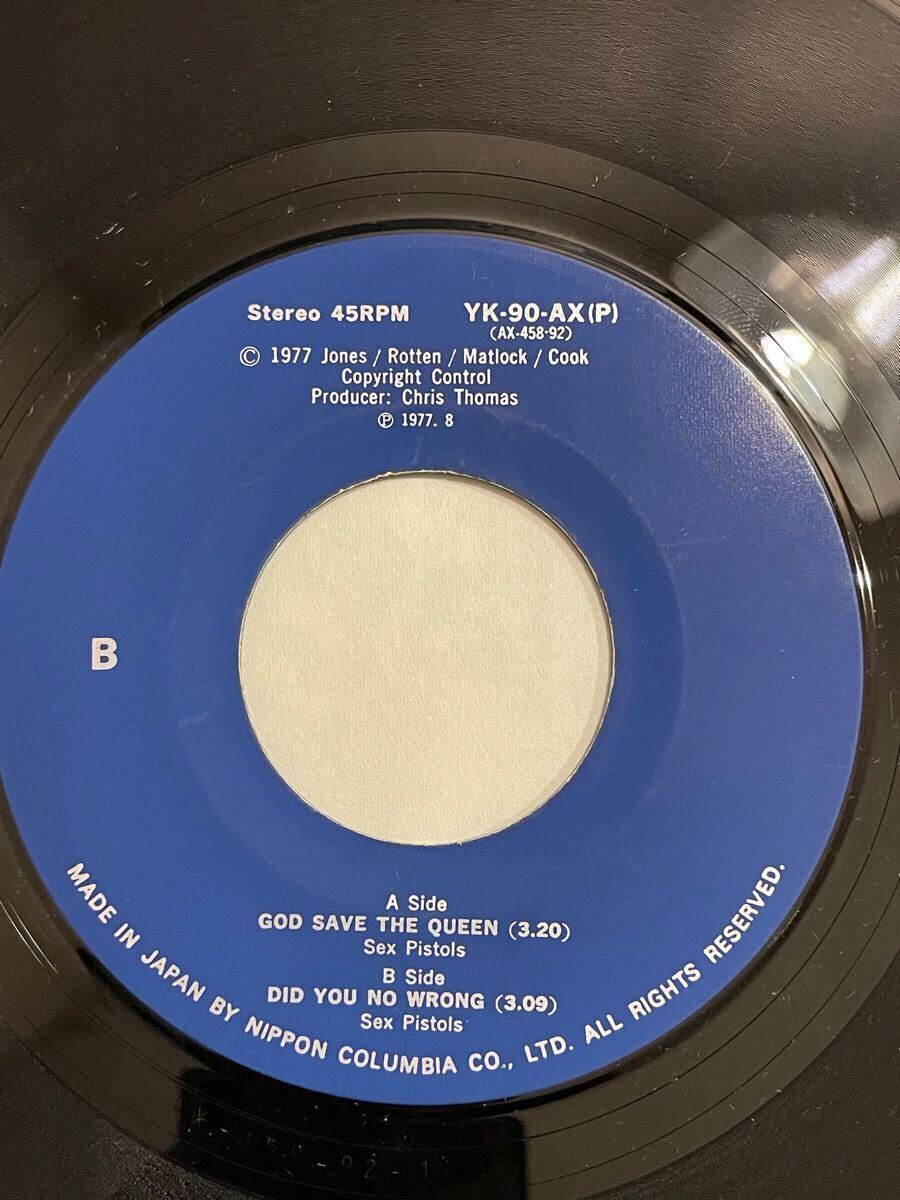 Stereo 45RPM YK-90-AX(P)
(AX-458-92)
© 1977 Jones / Rotten / Matlock / Cook
Copyright Control
Producer: Chris Thomas
℗ 1977. 8
B
A Side
GOD SAVE THE QUEEN (3.20)
Sex Pistols
B Side
DID YOU NO WRONG (3.09)
Sex Pistols
MADE IN JAPAN BY NIPPON COLUMBIA CO., LTD. ALL RIGHTS RESERVED.